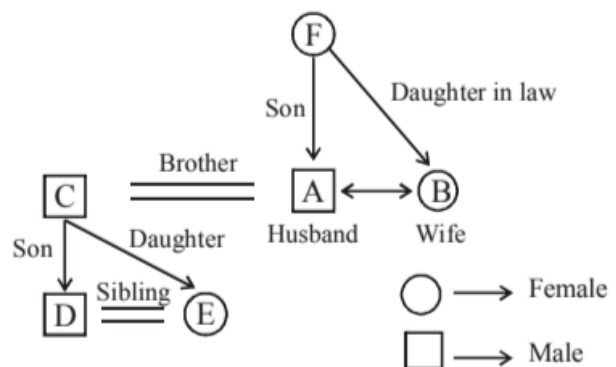 F
Son
Daughter in law
Brother
C
A
B
Husband
Wife
Son
Daughter
Sibling
D
E
Female
Male